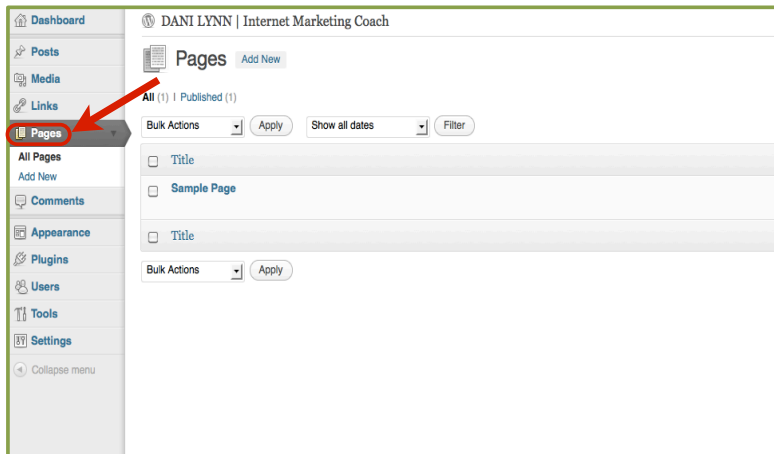 Dashboard
Posts
Media
Links
Pages
All Pages
Add New
Comments
Appearance
Plugins
Users
Tools
Settings
Collapse menu
DANI LYNN | Internet Marketing Coach
Pages Add New
All (1) | Published (1)
Bulk Actions Apply Show all dates Filter
Title
Sample Page
Title
Bulk Actions Apply